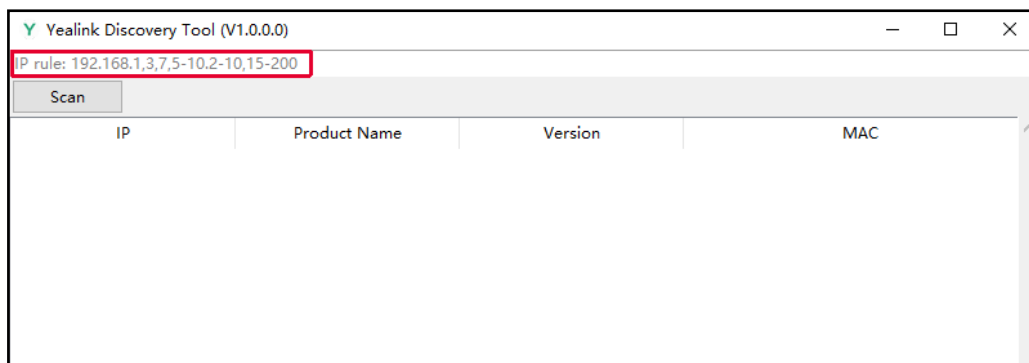 Y Yealink Discovery Tool (V1.0.0.0)
IP rule: 192.168.1,3,7,5-10.2-10,15-200
Scan
IP Product Name Version MAC